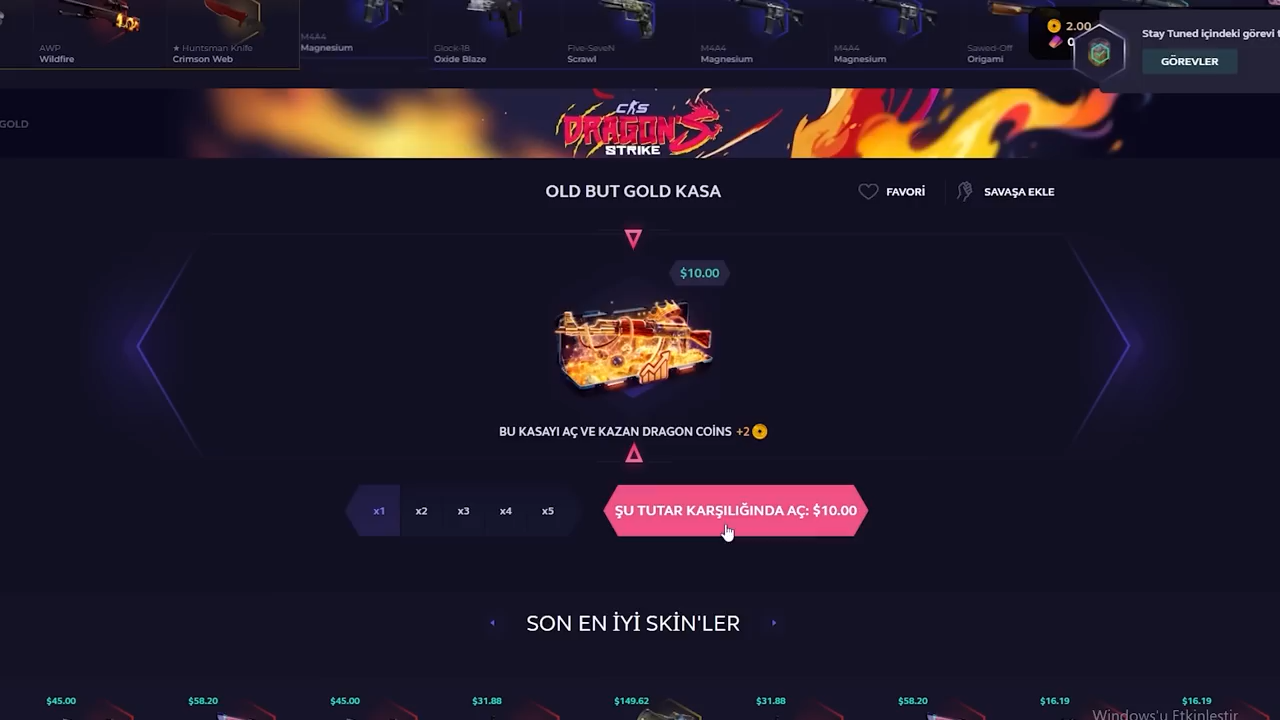 AWP
Wildfire
★ Huntsman Knife
Crimson Web
M4A4
Magnesium
Glock-18
Oxide Blaze
Five-SeveN
Scrawl
M4A4
Magnesium
M4A4
Magnesium
Sawed-Off
Origami
2.00
0
Stay Tuned içindeki görevi t
GÖREVLER
GOLD
DRAGON'S
STRIKE
OLD BUT GOLD KASA
FAVORİ
SAVAŞA EKLE
$10.00
BU KASAYI AÇ VE KAZAN DRAGON COİNS +2
x1
x2
x3
x4
x5
ŞU TUTAR KARŞILIĞINDA AÇ: $10.00
SON EN İYİ SKİN'LER
$45.00
$58.20
$45.00
$31.88
$149.62
$31.88
$58.20
$16.19
$16.19
Windows'u Etkinleştir